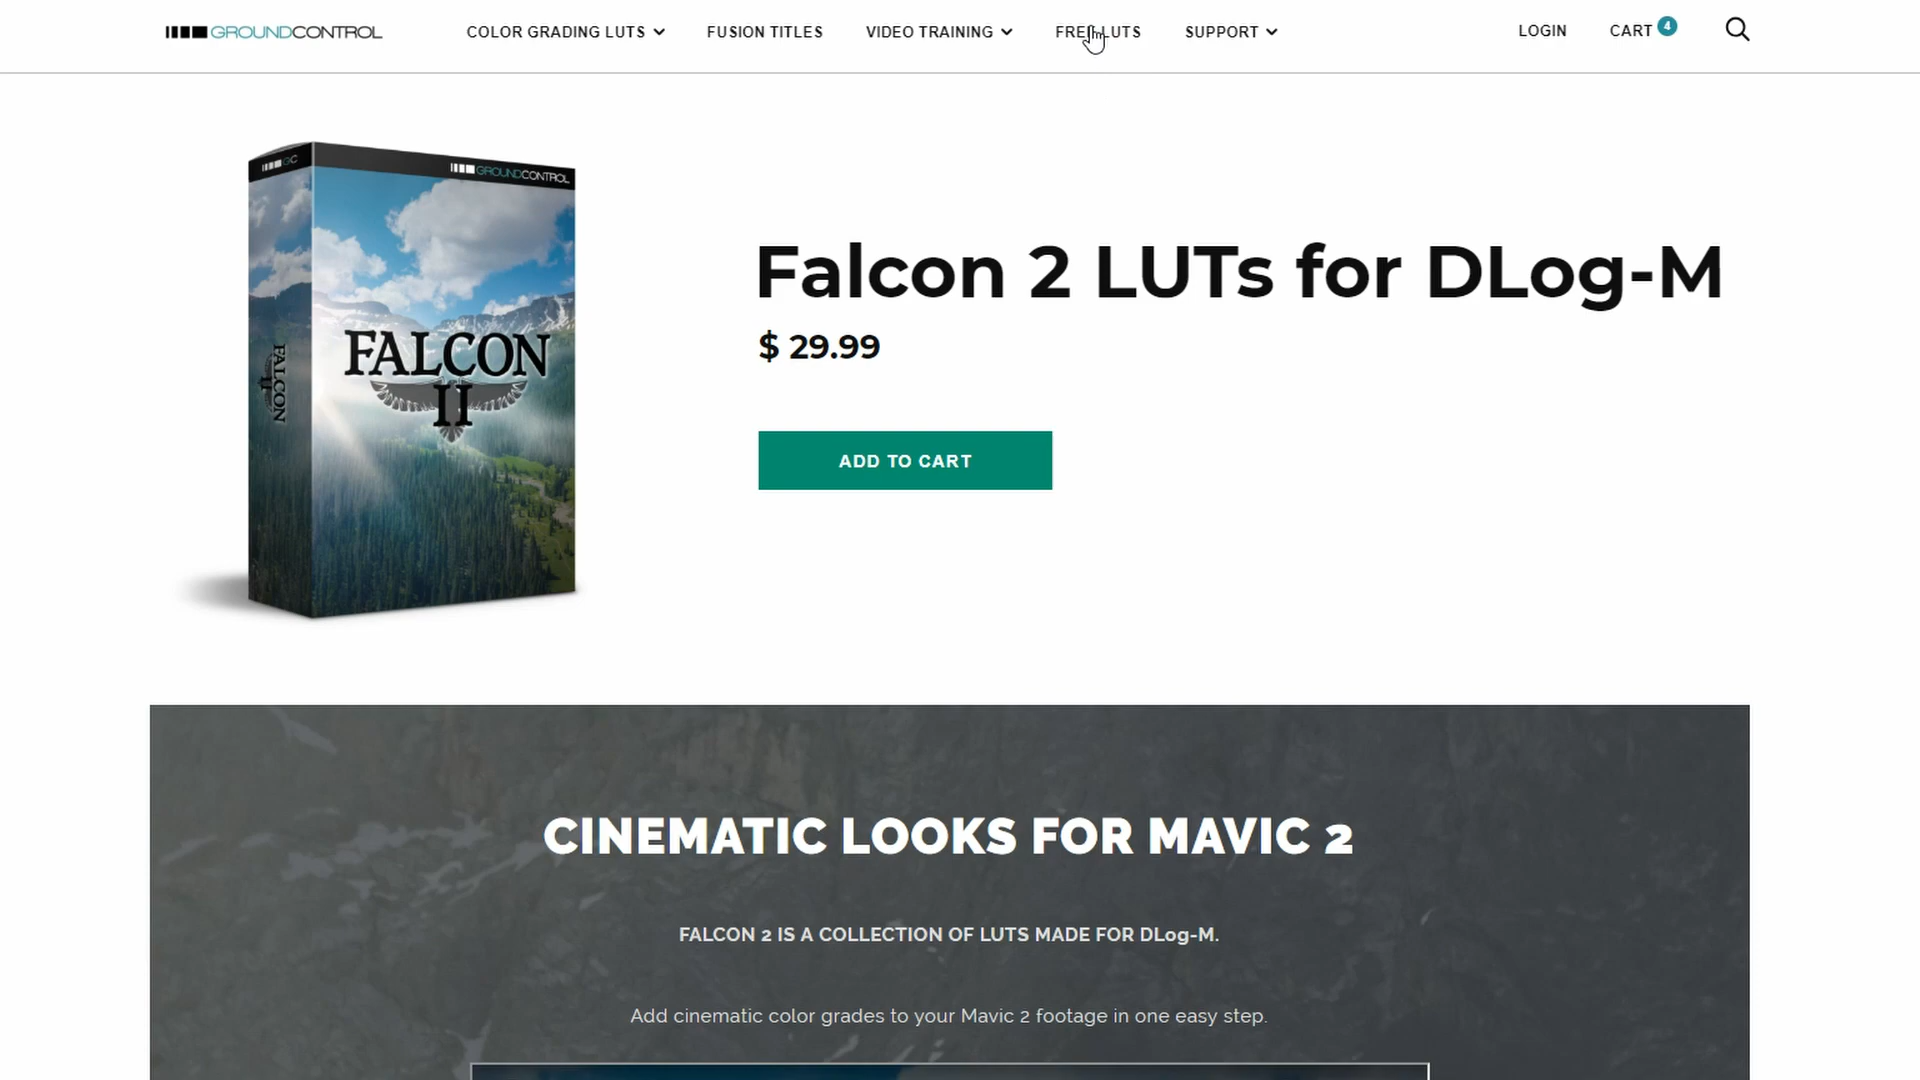 GROUNDCONTROL
COLOR GRADING LUTS
FUSION TITLES
VIDEO TRAINING
FREE LUTS
SUPPORT
LOGIN
CART 4
GC
GROUNDCONTROL
FALCON
II
FALCON
II
Falcon 2 LUTs for DLog-M
$ 29.99
ADD TO CART
CINEMATIC LOOKS FOR MAVIC 2
FALCON 2 IS A COLLECTION OF LUTS MADE FOR DLog-M.
Add cinematic color grades to your Mavic 2 footage in one easy step.